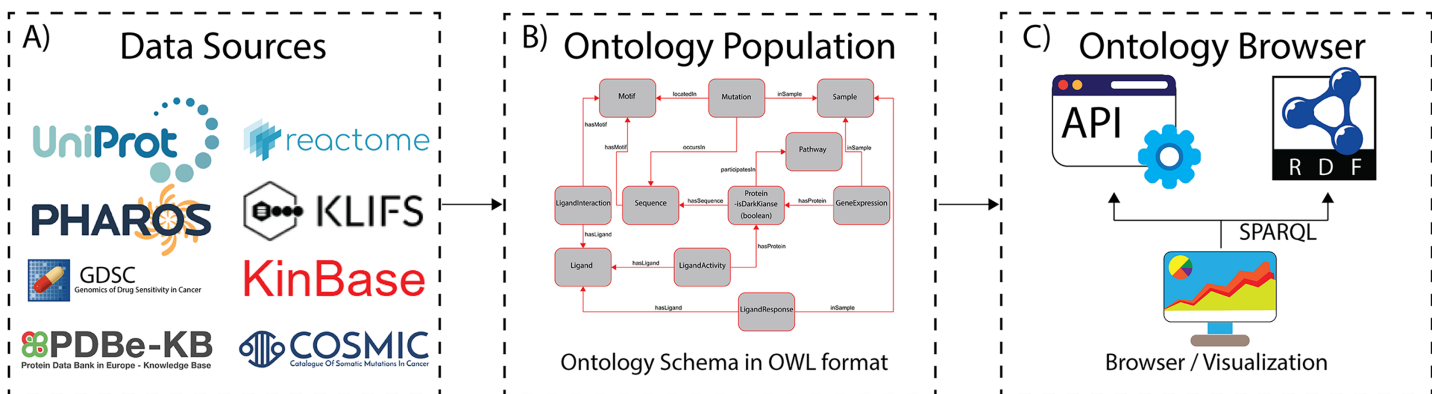 A)
Data Sources
UniProt
reactome
PHAROS
KLIFS
GDSC
Genomics of Drug Sensitivity in Cancer
KinBase
PDBe-KB
Protein Data Bank in Europe - Knowledge Base
COSMIC
Catalogue Of Somatic Mutations In Cancer
B)
Ontology Population
Motif
locatedIn
Mutation
inSample
Sample
hasMotif
hasMotif
occursIn
Pathway
inSample
participatesIn
LigandInteraction
Sequence
hasSequence
Protein
-isDarkKianse
(boolean)
hasProtein
GeneExpression
hasLigand
hasProtein
Ligand
hasLigand
LigandActivity
hasLigand
LigandResponse
inSample
Ontology Schema in OWL format
C)
Ontology Browser
API
RDF
SPARQL
Browser / Visualization